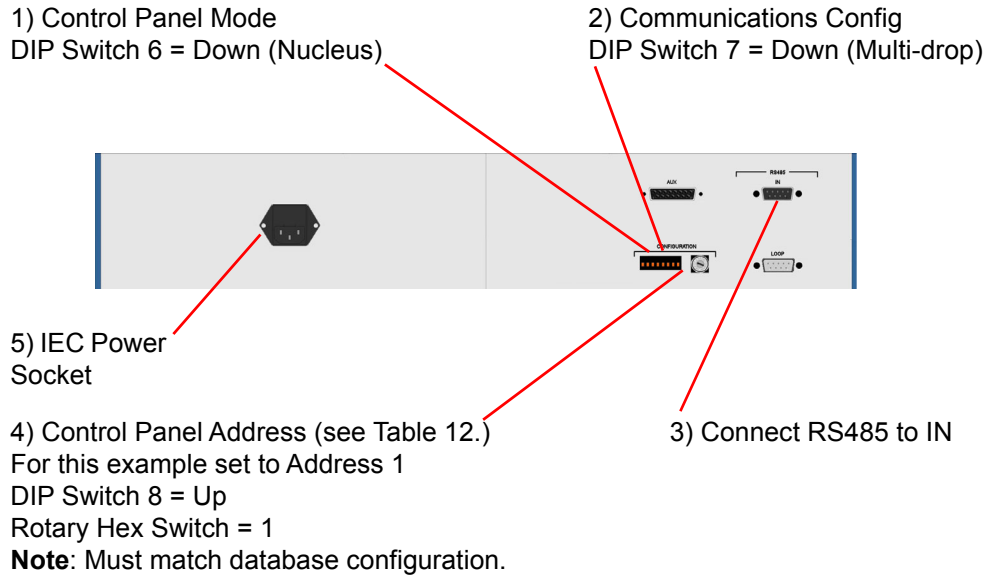 1) Control Panel Mode
DIP Switch 6 = Down (Nucleus)
2) Communications Config
DIP Switch 7 = Down (Multi-drop)
AUX
RS485
IN
CONFIGURATION
LOOP
5) IEC Power
Socket
4) Control Panel Address (see Table 12.)
For this example set to Address 1
DIP Switch 8 = Up
Rotary Hex Switch = 1
Note: Must match database configuration.
3) Connect RS485 to IN